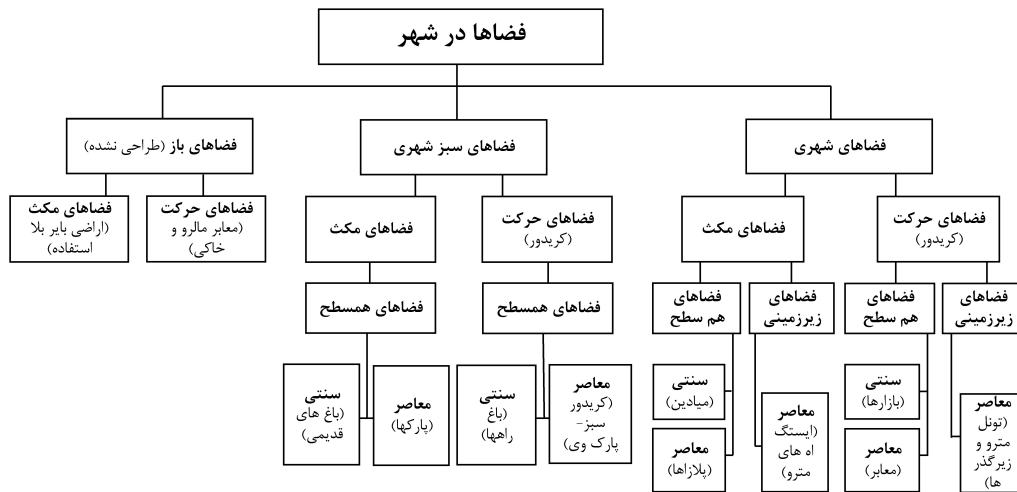 فضاها در شهر
فضاهای شهری
فضاهای سبز شهری
فضاهای باز (طراحی نشده)
فضاهای حرکت
(کریدور)
فضاهای مکث
فضاهای حرکت
(کریدور)
فضاهای مکث
فضاهای حرکت
(معابر مالرو و
خاکی)
فضاهای مکث
(اراضی بایر بلا
استفاده)
فضاهای
زیرزمینی
فضاهای
هم سطح
فضاهای
زیرزمینی
فضاهای
هم سطح
فضاهای همسطح
فضاهای همسطح
معاصر
(تونل
مترو و
زیرگذر
ها)
سنتی
(بازارها)
معاصر
(معابر)
معاصر
(ایستگ
اه های
مترو)
سنتی
(میادین)
معاصر
(پلازاها)
معاصر
(کریدور
سبز-
پارک وی)
سنتی
(باغ
راهها)
معاصر
(پارکها)
سنتی
(باغ های
قدیمی)